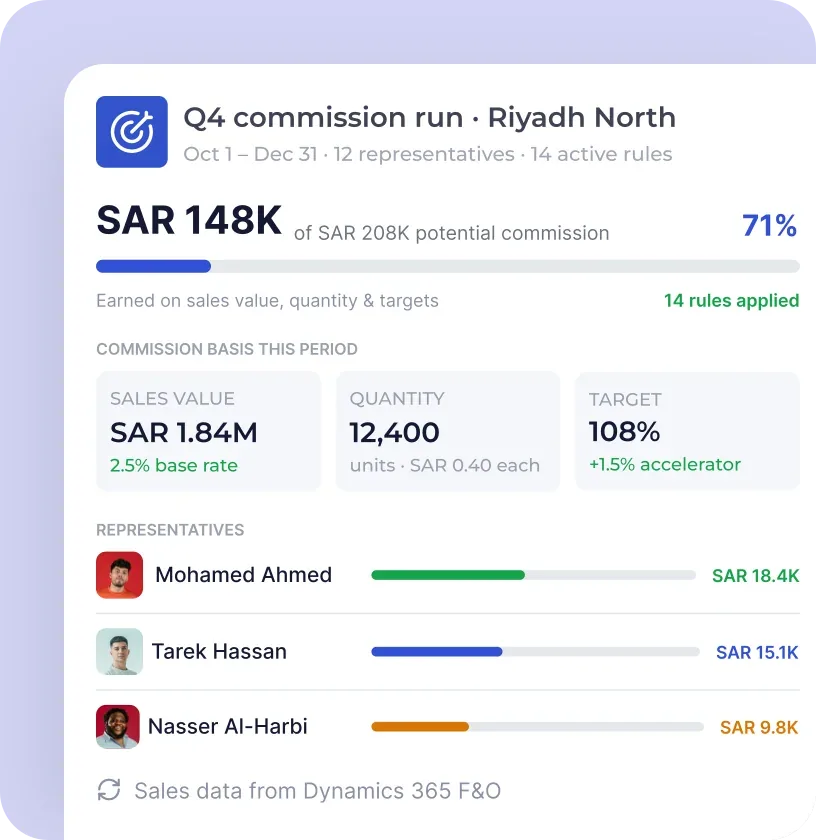 Q4 commission run · Riyadh North
Oct 1 – Dec 31 · 12 representatives · 14 active rules
SAR 148K of SAR 208K potential commission 71%
Earned on sales value, quantity & targets 14 rules applied
COMMISSION BASIS THIS PERIOD
SALES VALUE
SAR 1.84M
2.5% base rate
QUANTITY
12,400
units · SAR 0.40 each
TARGET
108%
+1.5% accelerator
REPRESENTATIVES
Mohamed Ahmed SAR 18.4K
Tarek Hassan SAR 15.1K
Nasser Al-Harbi SAR 9.8K
Sales data from Dynamics 365 F&O